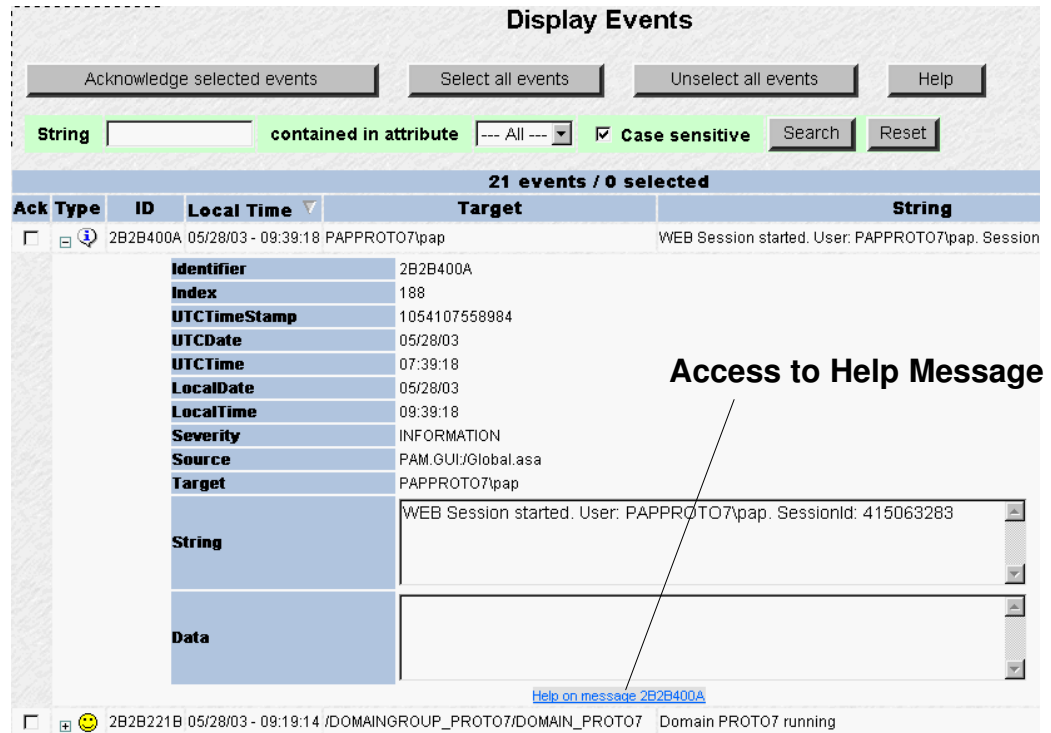 Display Events
Acknowledge selected events Select all events Unselect all events Help
String contained in attribute --- All --- Case sensitive Search Reset
21 events / 0 selected
Ack Type ID Local Time Target String
2B2B400A 05/28/03 - 09:39:18 PAPPROTO7\pap WEB Session started. User: PAPPROTO7\pap. Session
Identifier 2B2B400A
Index 188
UTCTimeStamp 1054107558984
UTCDate 05/28/03
UTCTime 07:39:18
LocalDate 05/28/03
LocalTime 09:39:18
Severity INFORMATION
Source PAM.GUI:/Global.asa
Target PAPPROTO7\pap
Access to Help Message
String WEB Session started. User: PAPPROTO7\pap. SessionId: 415063283
Data
Help on message 2B2B400A
2B2B221B 05/28/03 - 09:19:14 /DOMAINGROUP_PROTO7/DOMAIN_PROTO7 Domain PROTO7 running